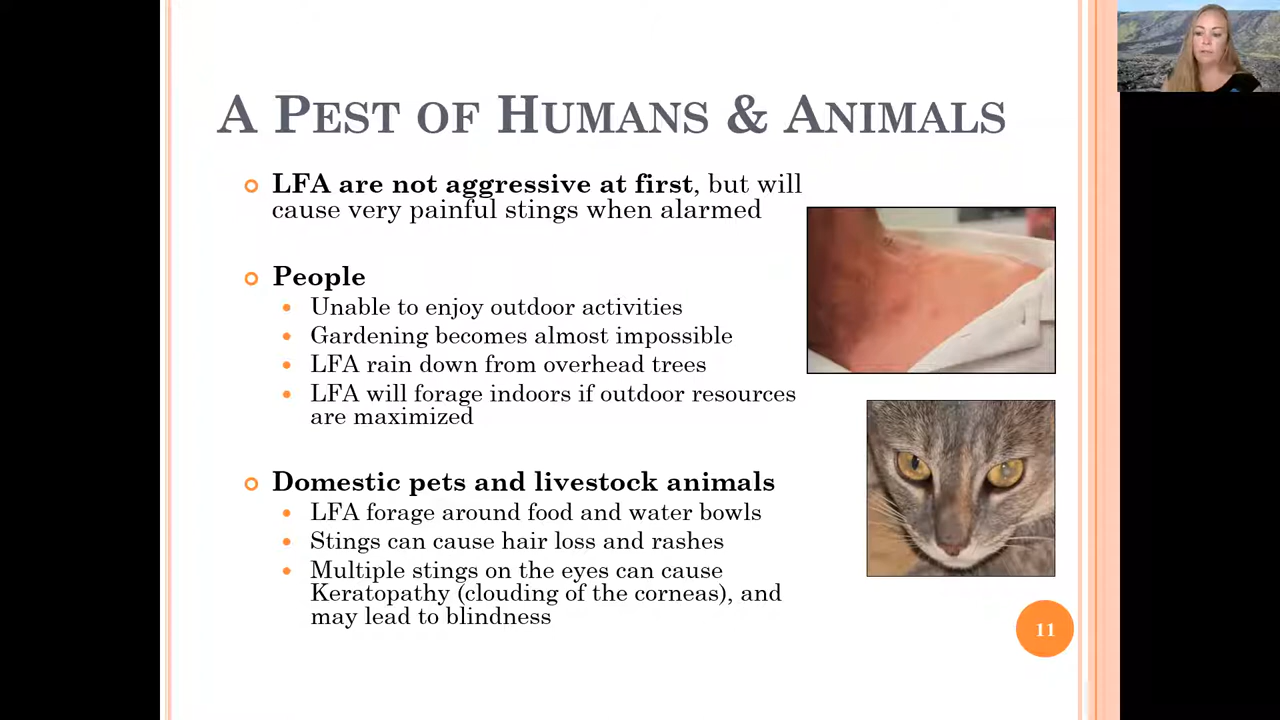 A Pest of Humans & Animals
LFA are not aggressive at first, but will
cause very painful stings when alarmed
People
Unable to enjoy outdoor activities
Gardening becomes almost impossible
LFA rain down from overhead trees
LFA will forage indoors if outdoor resources
are maximized
Domestic pets and livestock animals
LFA forage around food and water bowls
Stings can cause hair loss and rashes
Multiple stings on the eyes can cause
Keratopathy (clouding of the corneas), and
may lead to blindness
11